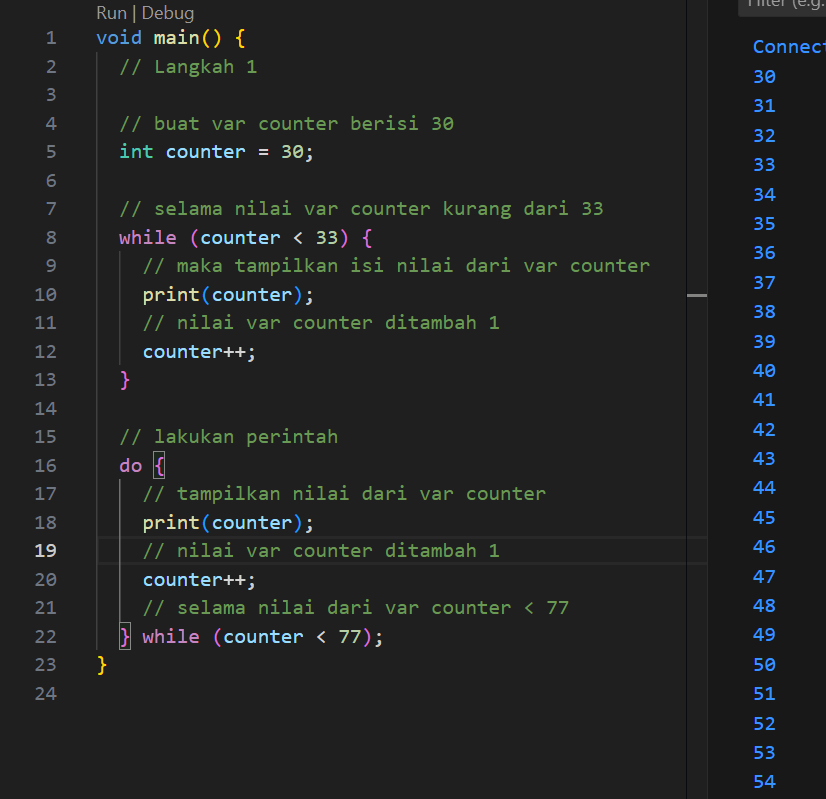 Run | Debug
1 void main() {
2 // Langkah 1
3
4 // buat var counter berisi 30
5 int counter = 30;
6
7 // selama nilai var counter kurang dari 33
8 while (counter < 33) {
9 // maka tampilkan isi nilai dari var counter
10 print(counter);
11 // nilai var counter ditambah 1
12 counter++;
13 }
14
15 // lakukan perintah
16 do {
17 // tampilkan nilai dari var counter
18 print(counter);
19 // nilai var counter ditambah 1
20 counter++;
21 // selama nilai dari var counter < 77
22 } while (counter < 77);
23 }
24
Filter (e.g.
Connect
30
31
32
33
34
35
36
37
38
39
40
41
42
43
44
45
46
47
48
49
50
51
52
53
54